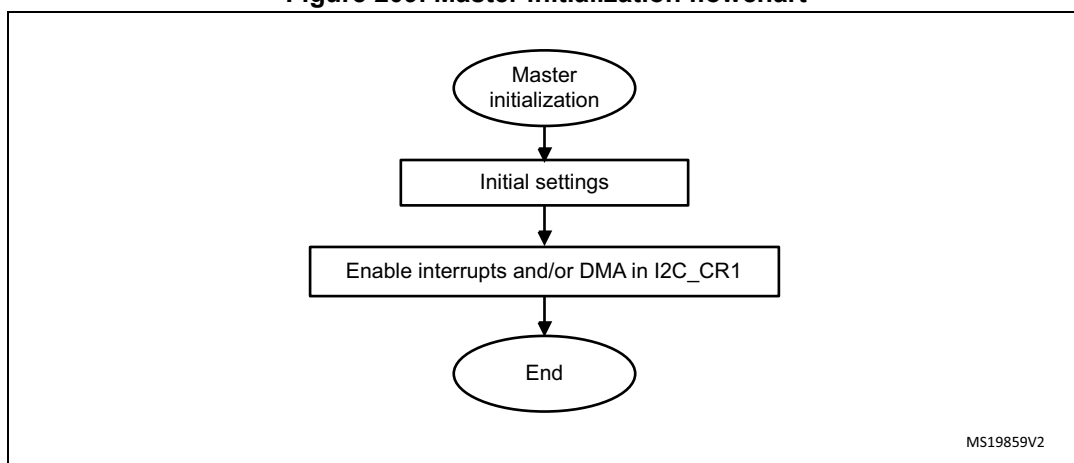 Master
initialization
Initial settings
Enable interrupts and/or DMA in I2C_CR1
End
MS19859V2